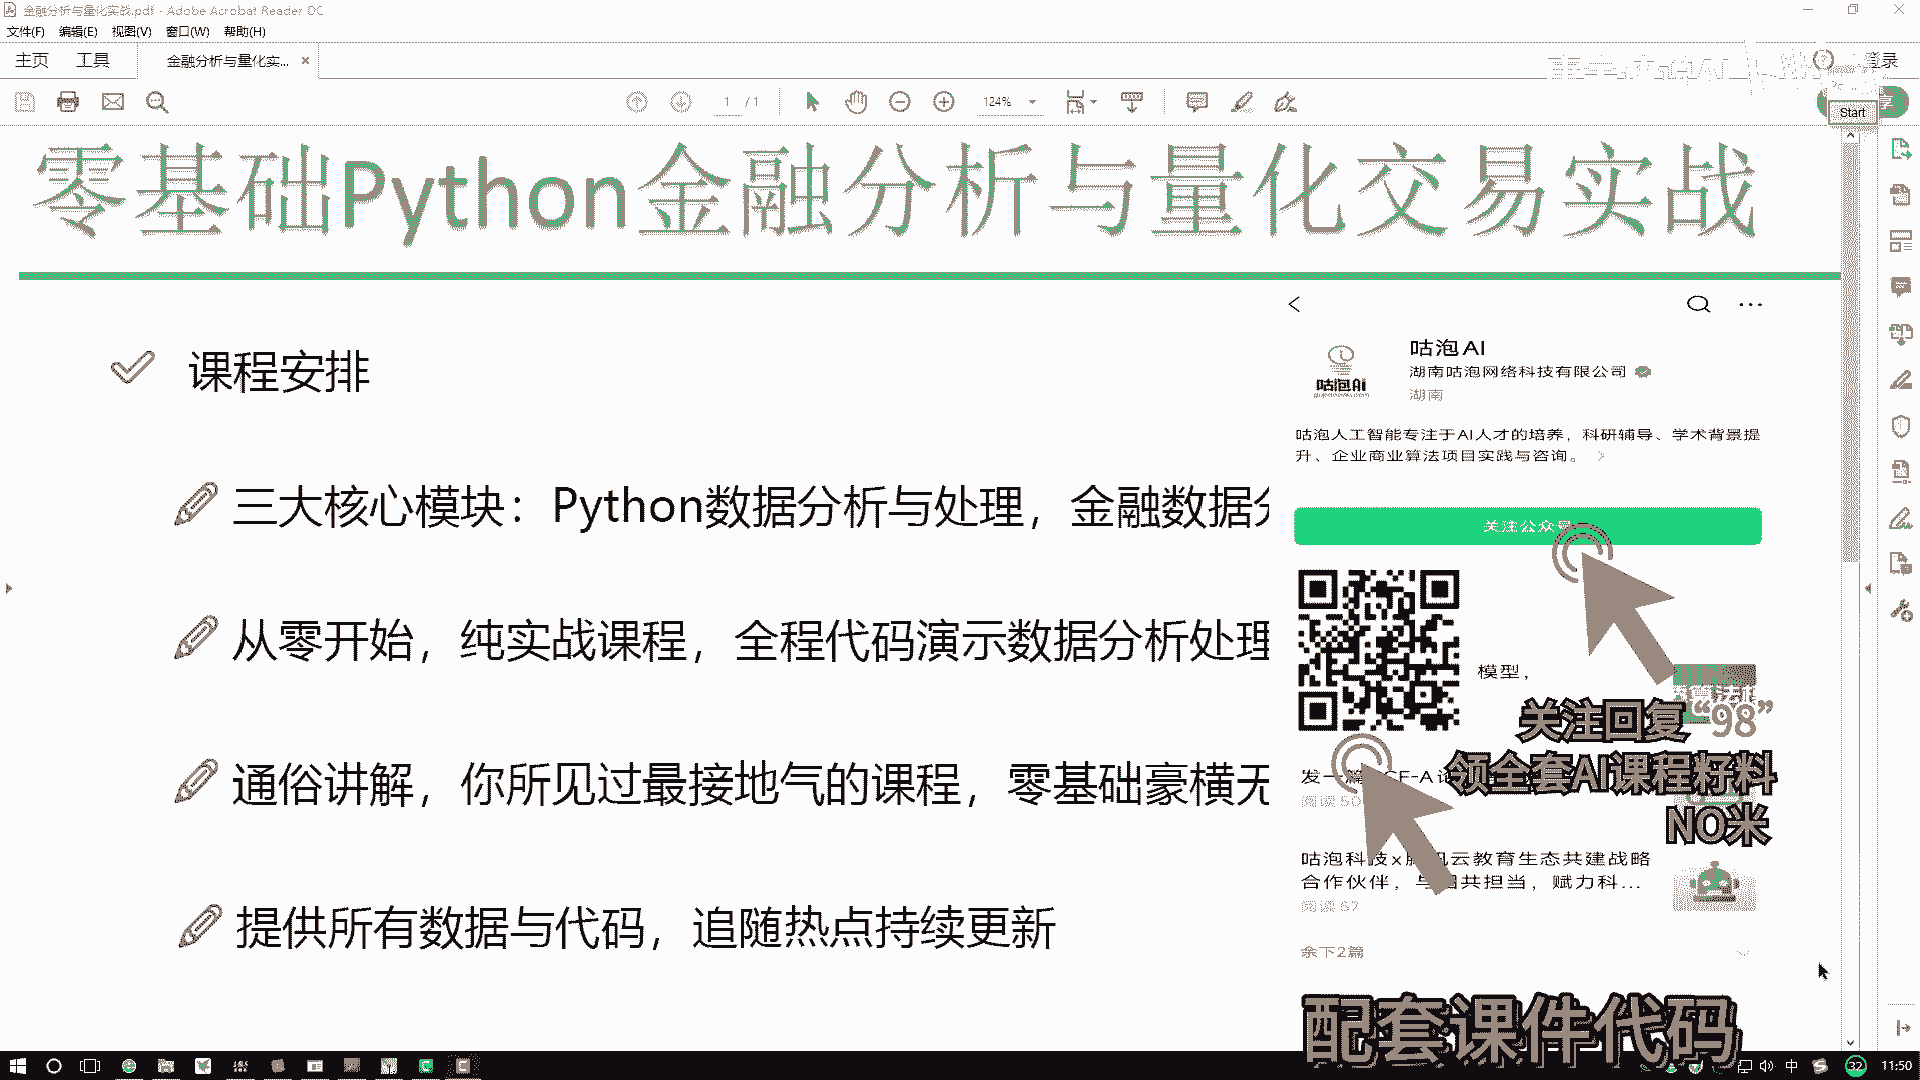 金融分析与量化实战.pdf - Adobe Acrobat Reader DC
文件(F) 编辑(E) 视图(V) 窗口(W) 帮助(H)
主页 工具 金融分析与量化实... ×
登录
1 / 1 124%
Start
零基础Python金融分析与量化交易实战
课程安排
三大核心模块：Python数据分析与处理，金融数据分
从零开始，纯实战课程，全程代码演示数据分析处理
通俗讲解，你所见过最接地气的课程，零基础豪横无
提供所有数据与代码，追随热点持续更新
咕泡AI
湖南咕泡网络科技有限公司
湖南
咕泡AI
咕泡人工智能专注于AI人才的培养，科研辅导、学术背景提
升、企业商业算法项目实践与咨询。
关注公众号
模型，
关注回复“98”
领全套AI课程籽料
NO米
发一篇CF-A
阅读 50
咕泡科技x腾讯云教育生态共建战略
合作伙伴，与 共担当，赋力科...
阅读 57
余下2篇
配套课件代码
中 32 11:50